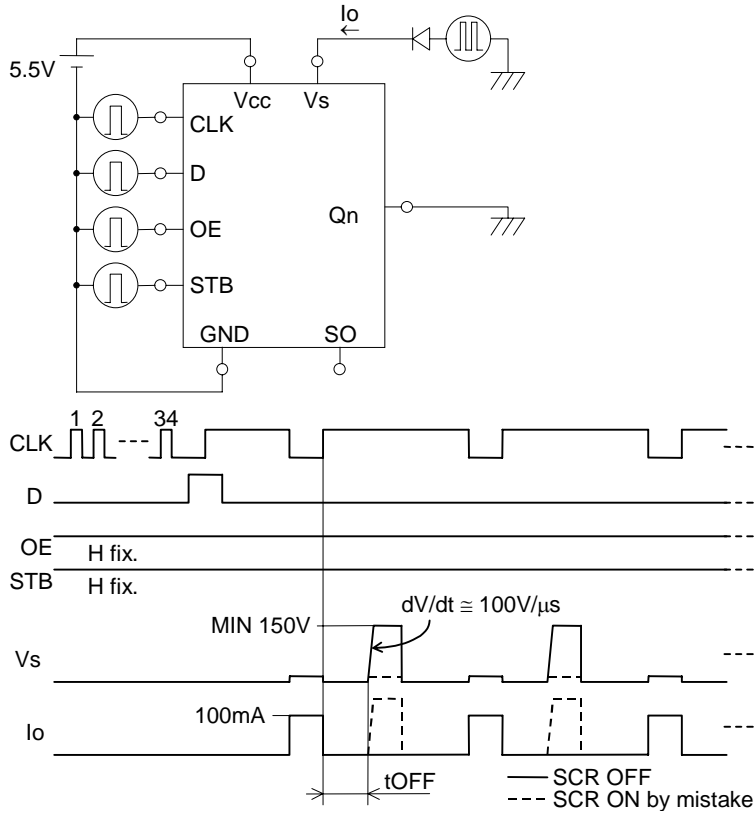 Io
5.5V
Vcc
Vs
CLK
D
OE
Qn
STB
GND
SO
1 2 34
CLK
D
OE
H fix.
STB
H fix.
dV/dt ≅ 100V/μs
MIN 150V
Vs
100mA
Io
tOFF
SCR OFF
SCR ON by mistake